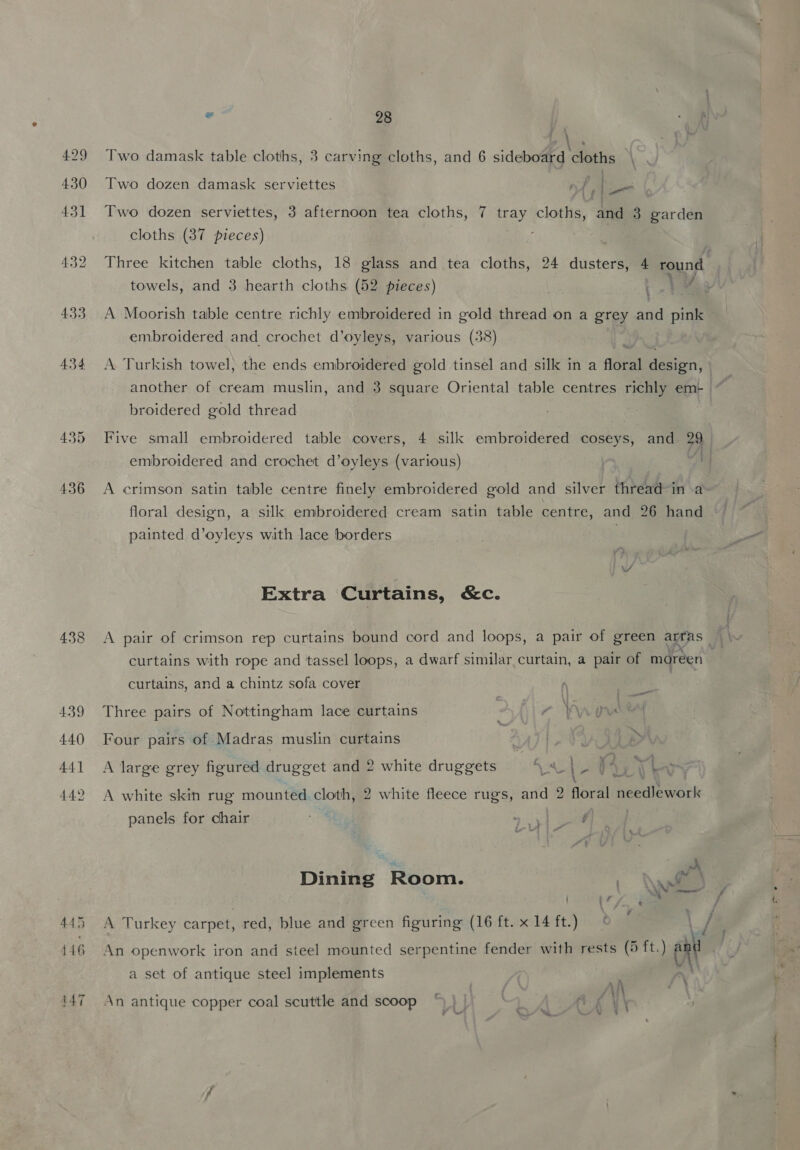 28
429 Two damask table cloths, 3 carving cloths, and 6 sideboard cloths
430 Two dozen damask serviettes
431 Two dozen serviettes, 3 afternoon tea cloths, 7 tray cloths, and 3 garden
cloths (37 pieces)
432 Three kitchen table cloths, 18 glass and tea cloths, 24 dusters, 4 round
towels, and 3 hearth cloths (52 pieces)
433 A Moorish table centre richly embroidered in gold thread on a grey and pink
embroidered and crochet d'oyleys, various (38)
434 A Turkish towel, the ends embroidered gold tinsel and silk in a floral design,
another of cream muslin, and 3 square Oriental table centres richly em-
broidered gold thread
435 Five small embroidered table covers, 4 silk embroidered coseys, and 29
embroidered and crochet d'oyleys (various)
436 A crimson satin table centre finely embroidered gold and silver thread in a
floral design, a silk embroidered cream satin table centre, and 26 hand
painted d'oyleys with lace borders
Extra Curtains, &c.
438 A pair of crimson rep curtains bound cord and loops, a pair of green arras
curtains with rope and tassel loops, a dwarf similar curtain, a pair of moreen
curtains, and a chintz sofa cover
439 Three pairs of Nottingham lace curtains
440 Four pairs of Madras muslin curtains
441 A large grey figured drugget and 2 white druggets
442 A white skin rug mounted cloth, 2 white fleece rugs, and 2 floral needlework
panels for chair
Dining Room.
445 A Turkey carpet, red, blue and green figuring (16 ft. x 14 ft.)
446 An openwork iron and steel mounted serpentine fender with rests (5 ft.) and
a set of antique steel implements
447 An antique copper coal scuttle and scoop